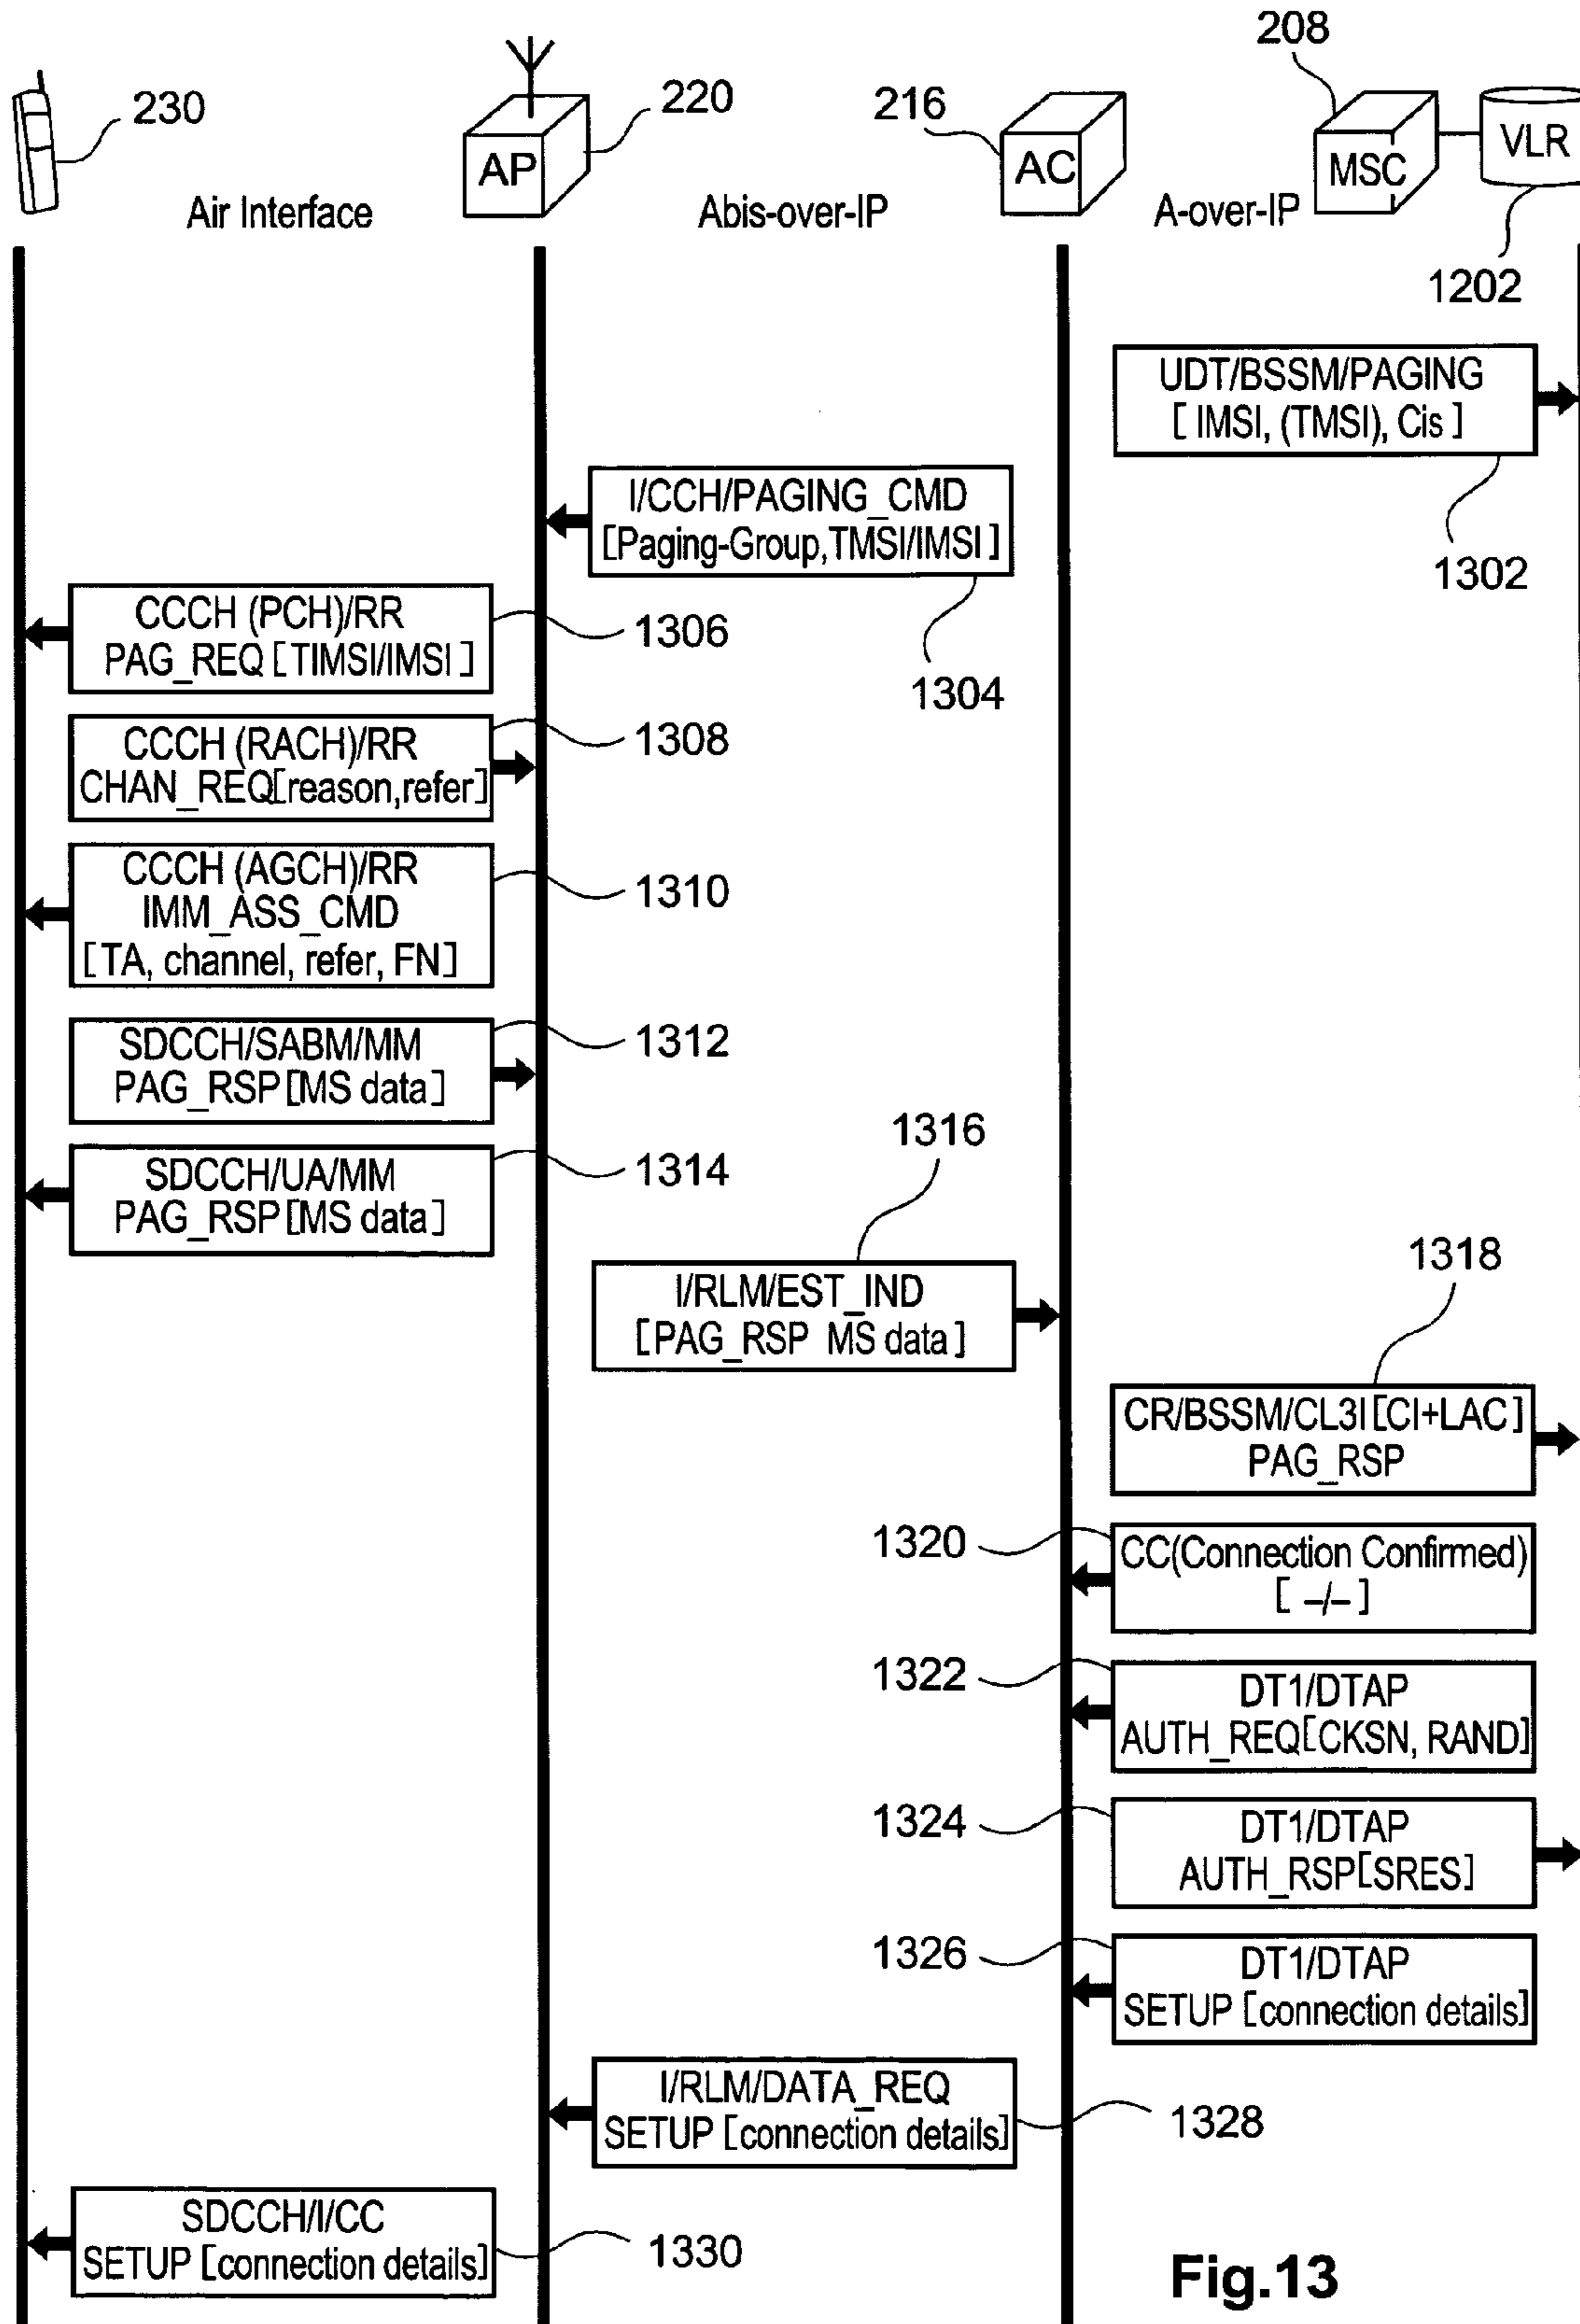 208
230
220
216
AP
AC
MSC
VLR
Air Interface
Abis-over-IP
A-over-IP
1202
UDT/BSSM/PAGING
[ IMSI, (TMSI), Cis ]
1302
I/CCH/PAGING_CMD
[Paging-Group,TMSI/IMSI ]
1304
CCCH (PCH)/RR
PAG_REQ [ TIMSI/IMSI ]
1306
CCCH (RACH)/RR
CHAN_REQ[reason,refer]
1308
CCCH (AGCH)/RR
IMM_ASS_CMD
[ TA, channel, refer, FN ]
1310
SDCCH/SABM/MM
PAG_RSP [MS data ]
1312
SDCCH/UA/MM
PAG_RSP [MS data ]
1314
1316
I/RLM/EST_IND
[ PAG_RSP MS data ]
1318
CR/BSSM/CL3I [CI+LAC ]
PAG_RSP
1320
CC(Connection Confirmed)
[ –/– ]
1322
DT1/DTAP
AUTH_REQ[CKSN, RAND]
1324
DT1/DTAP
AUTH_RSP[SRES]
1326
DT1/DTAP
SETUP [connection details]
I/RLM/DATA_REQ
SETUP [connection details]
1328
SDCCH/I/CC
SETUP [connection details]
1330
Fig.13